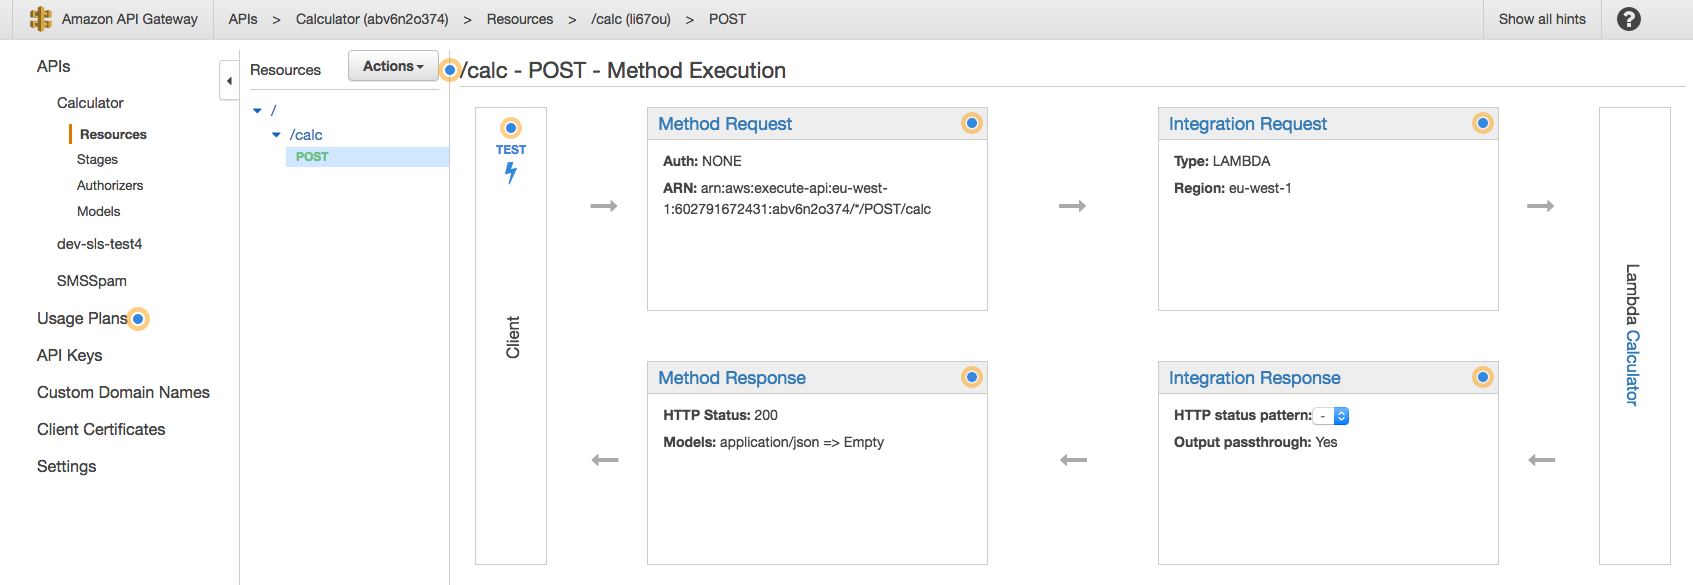 Amazon API Gateway
APIs > Calculator (abv6n2o374) > Resources > /calc (li67ou) > POST
Show all hints
?
APIs
Calculator
Resources
Stages
Authorizers
Models
dev-sls-test4
SMSSpam
Usage Plans
API Keys
Custom Domain Names
Client Certificates
Settings
Resources
Actions
/
/calc
POST
/calc - POST - Method Execution
TEST
Client
Method Request
Auth: NONE
ARN: arn:aws:execute-api:eu-west-
1:602791672431:abv6n2o374/*/POST/calc
Integration Request
Type: LAMBDA
Region: eu-west-1
Lambda Calculator
Method Response
HTTP Status: 200
Models: application/json => Empty
Integration Response
HTTP status pattern: -
Output passthrough: Yes